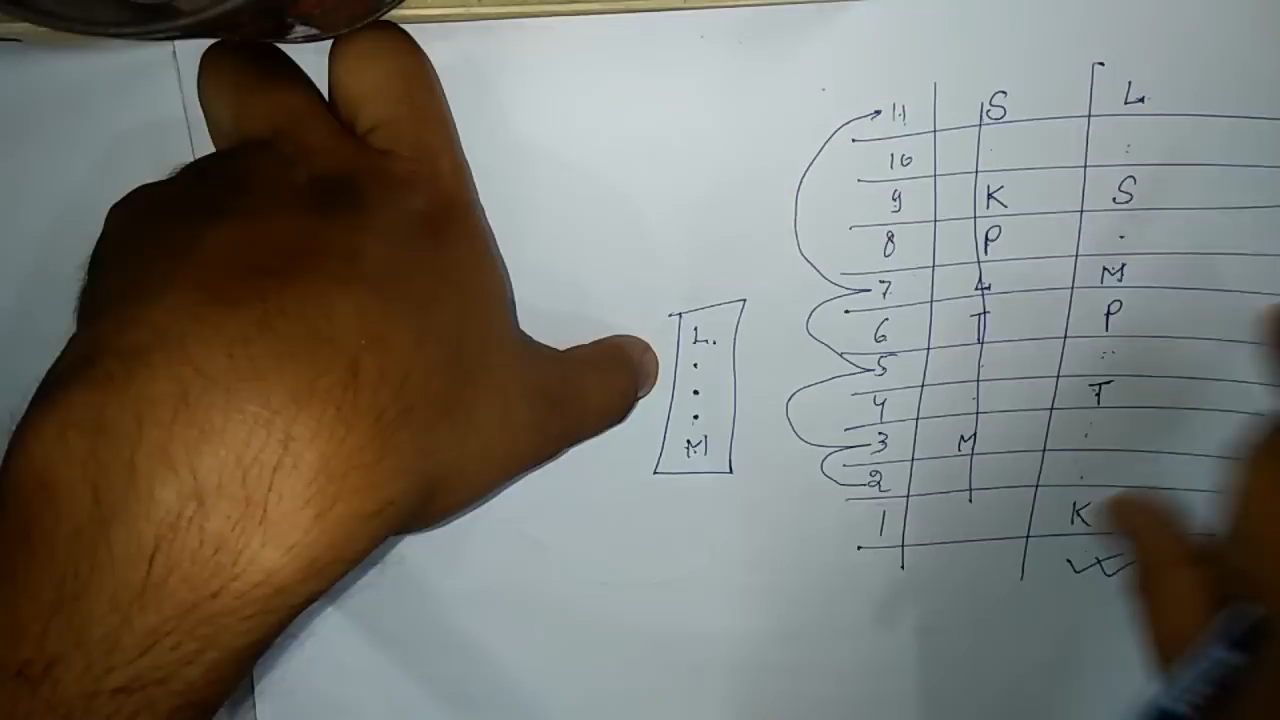 11 S L
10 . :
9 K S
8 P .
7 L M
L. 6 T P
. 5 . ..
. 4 . T
. 3 M :
M 2 .
1 K